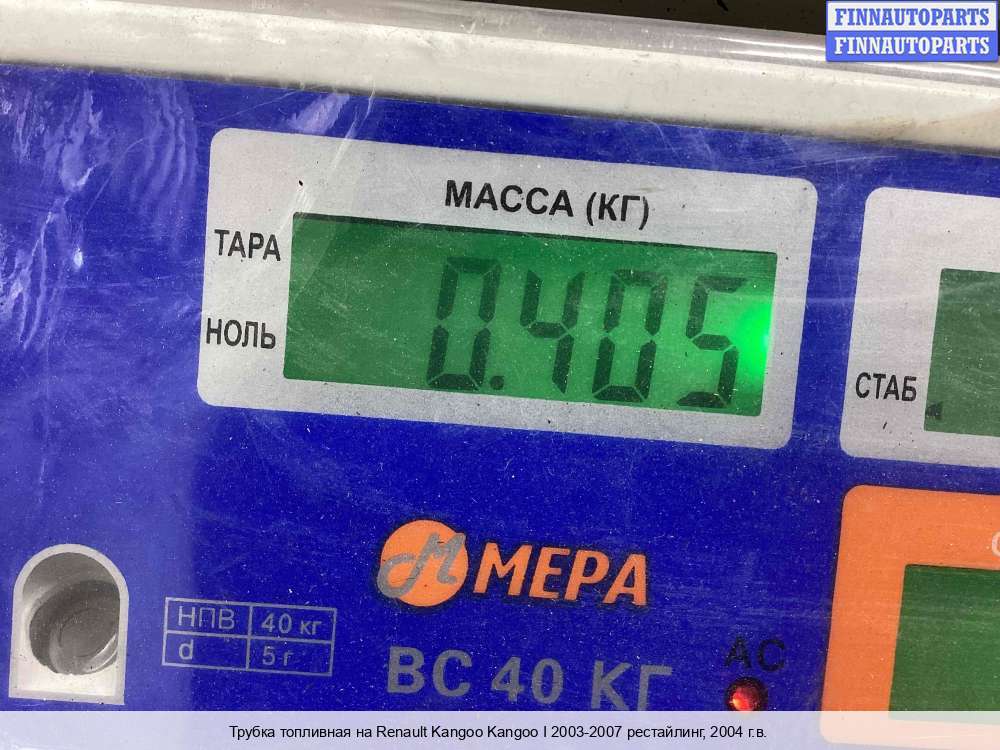 FINNAUTOPARTS
FINNAUTOPARTS
МАССА (КГ)
ТАРА
0.405
НОЛЬ
СТАБ
М МЕРА
НПВ 40 кг
d 5 г
ВС 40 КГ
АС
Трубка топливная на Renault Kangoo Kangoo I 2003-2007 рестайлинг, 2004 г.в.